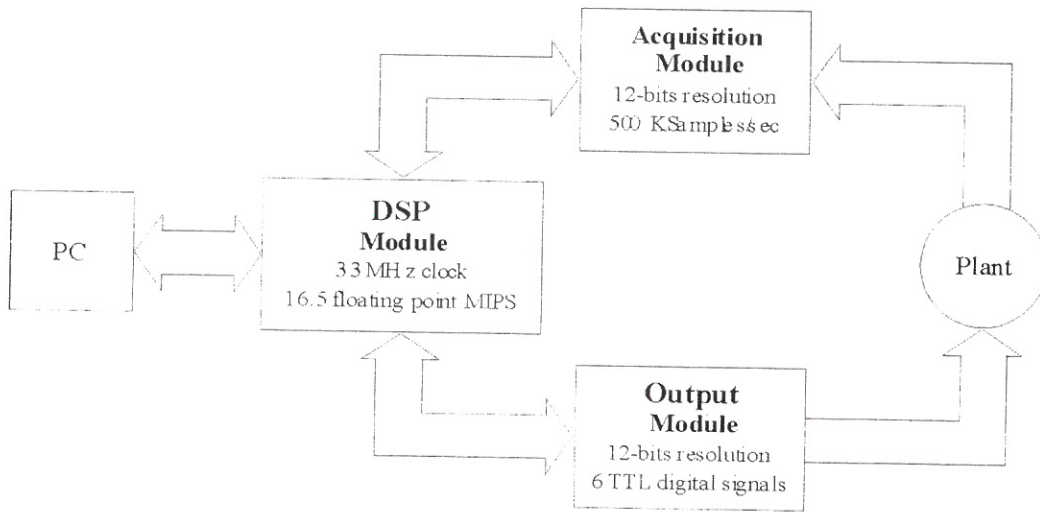 Acquisition
Module
12-bits resolution
500 KSamples/sec
DSP
Module
33 MHz clock
16.5 floating point MIPS
PC
Plant
Output
Module
12-bits resolution
6 TTL digital signals